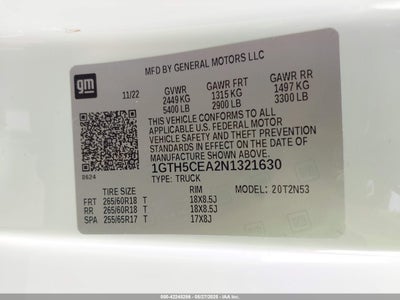 gm
MFD BY GENERAL MOTORS LLC
11/22 GVWR GAWR FRT GAWR RR
2449 KG 1315 KG 1497 KG
5400 LB 2900 LB 3300 LB
THIS VEHICLE CONFORMS TO ALL
APPLICABLE U.S. FEDERAL MOTOR
VEHICLE SAFETY AND THEFT PREVENTION
STANDARDS IN EFFECT ON THE DATE OF
MANUFACTURE SHOWN ABOVE.
0624
1GTH5CEA2N1321630
TYPE: TRUCK
TIRE SIZE RIM MODEL: 20T2N53
FRT 265/60R18 T 18X8.5J
RR 265/60R18 T 18X8.5J
SPA 255/65R17 T 17X8J